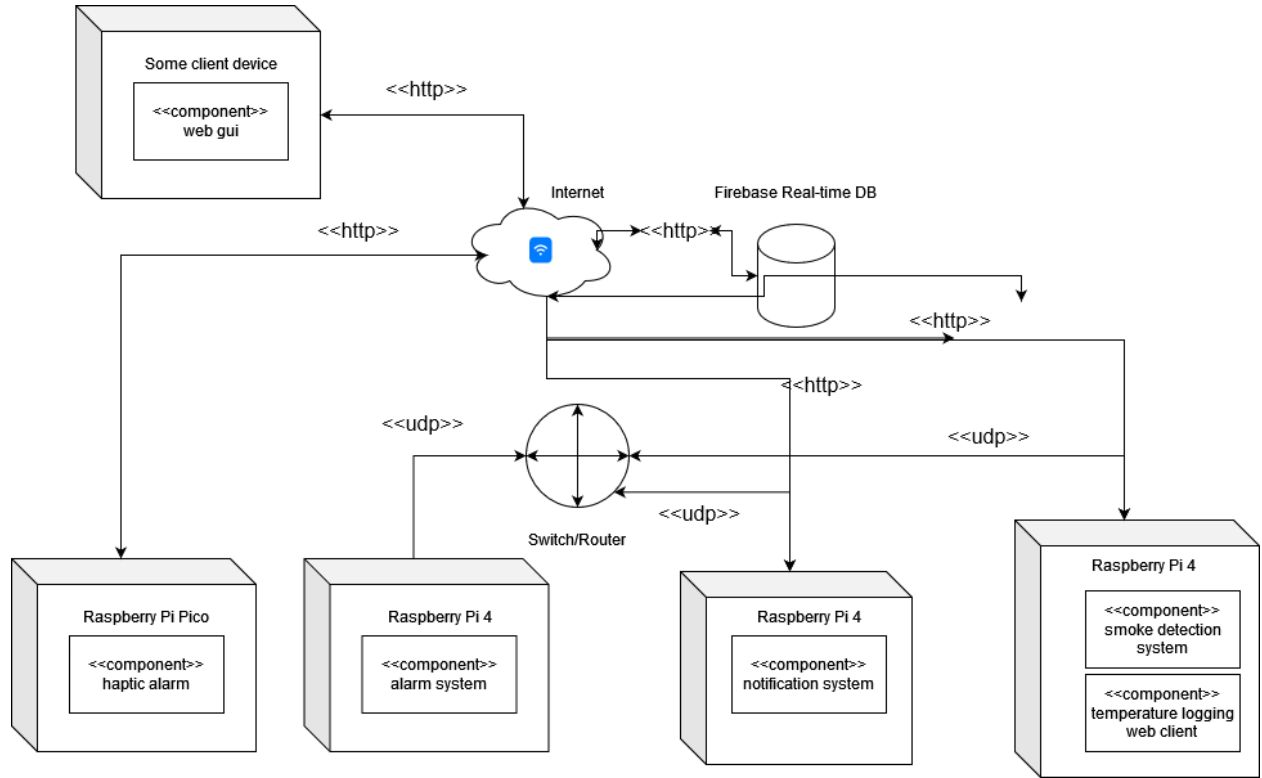 Some client device
<<component>>
web gui
<<http>>
Internet
Firebase Real-time DB
<<http>>
<<http>>
<<http>>
<<http>>
<<udp>>
<<udp>>
<<udp>>
Switch/Router
Raspberry Pi Pico
<<component>>
haptic alarm
Raspberry Pi 4
<<component>>
alarm system
Raspberry Pi 4
<<component>>
notification system
Raspberry Pi 4
<<component>>
smoke detection
system
<<component>>
temperature logging
web client